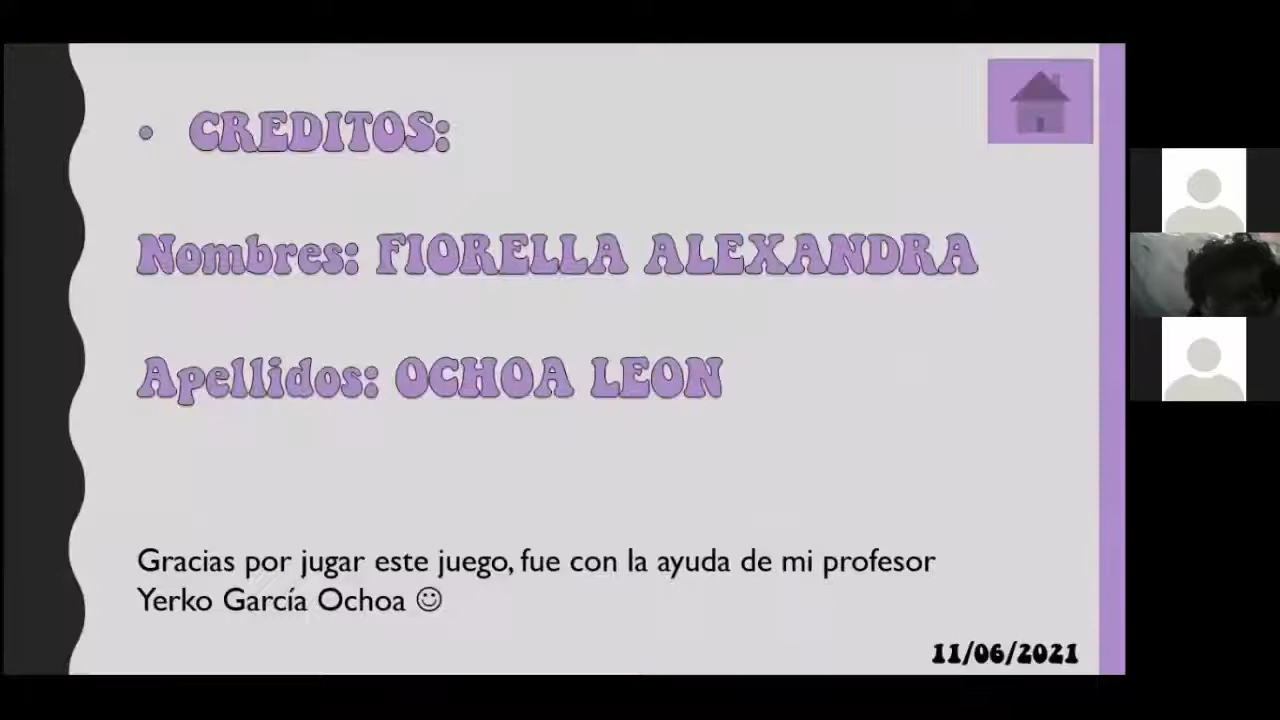 • CREDITOS:
Nombres: FIORELLA ALEXANDRA
Apellidos: OCHOA LEON
Gracias por jugar este juego, fue con la ayuda de mi profesor
Yerko García Ochoa ☺
11/06/2021